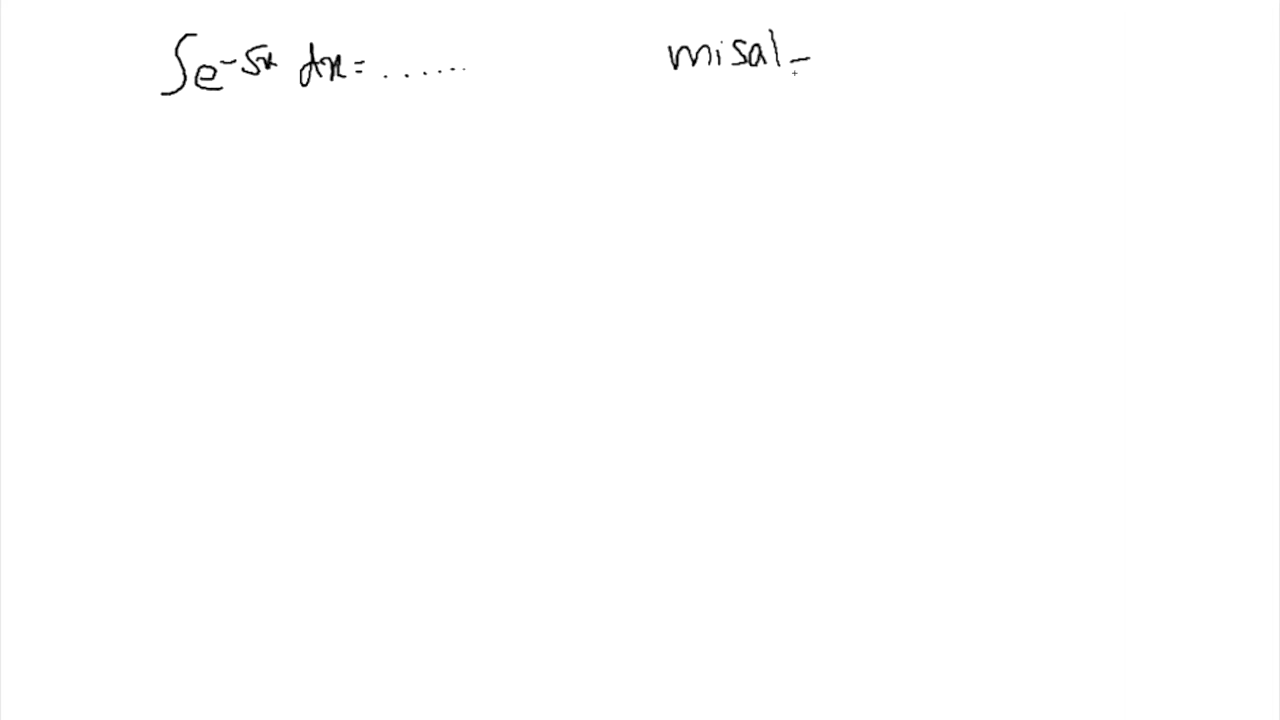 ∫e^{-5x} dx = ......
misal =